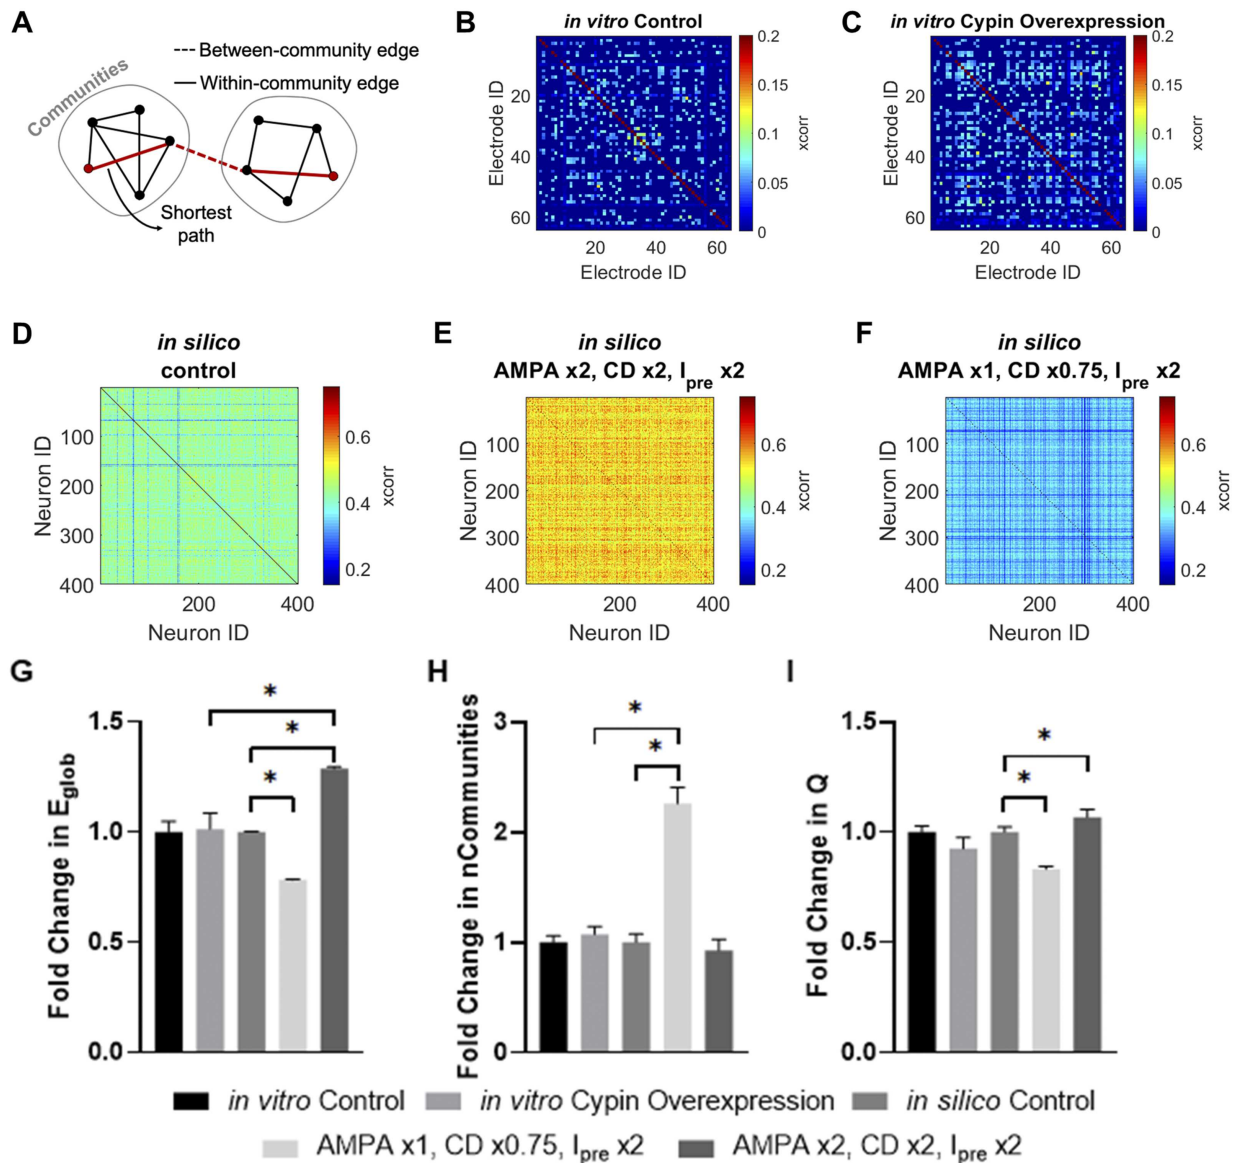 A
Between-community edge
Within-community edge
Communities
Shortest
path
B
in vitro Control
Electrode ID
20
40
60
20
40
60
Electrode ID
0.2
0.15
0.1
0.05
0
xcorr
C
in vitro Cypin Overexpression
Electrode ID
20
40
60
20
40
60
Electrode ID
0.2
0.15
0.1
0.05
0
xcorr
D
in silico
control
Neuron ID
100
200
300
400
200
400
Neuron ID
0.6
0.4
0.2
xcorr
E
in silico
AMPA x2, CD x2, Ipre x2
Neuron ID
100
200
300
400
200
400
Neuron ID
0.6
0.4
0.2
xcorr
F
in silico
AMPA x1, CD x0.75, Ipre x2
Neuron ID
100
200
300
400
200
400
Neuron ID
0.6
0.4
0.2
xcorr
G
Fold Change in Eglob
1.5
1.0
0.5
0.0
*
*
*
H
Fold Change in nCommunities
3
2
1
0
*
*
I
Fold Change in Q
1.5
1.0
0.5
0.0
*
*
in vitro Control
in vitro Cypin Overexpression
in silico Control
AMPA x1, CD x0.75, Ipre x2
AMPA x2, CD x2, Ipre x2